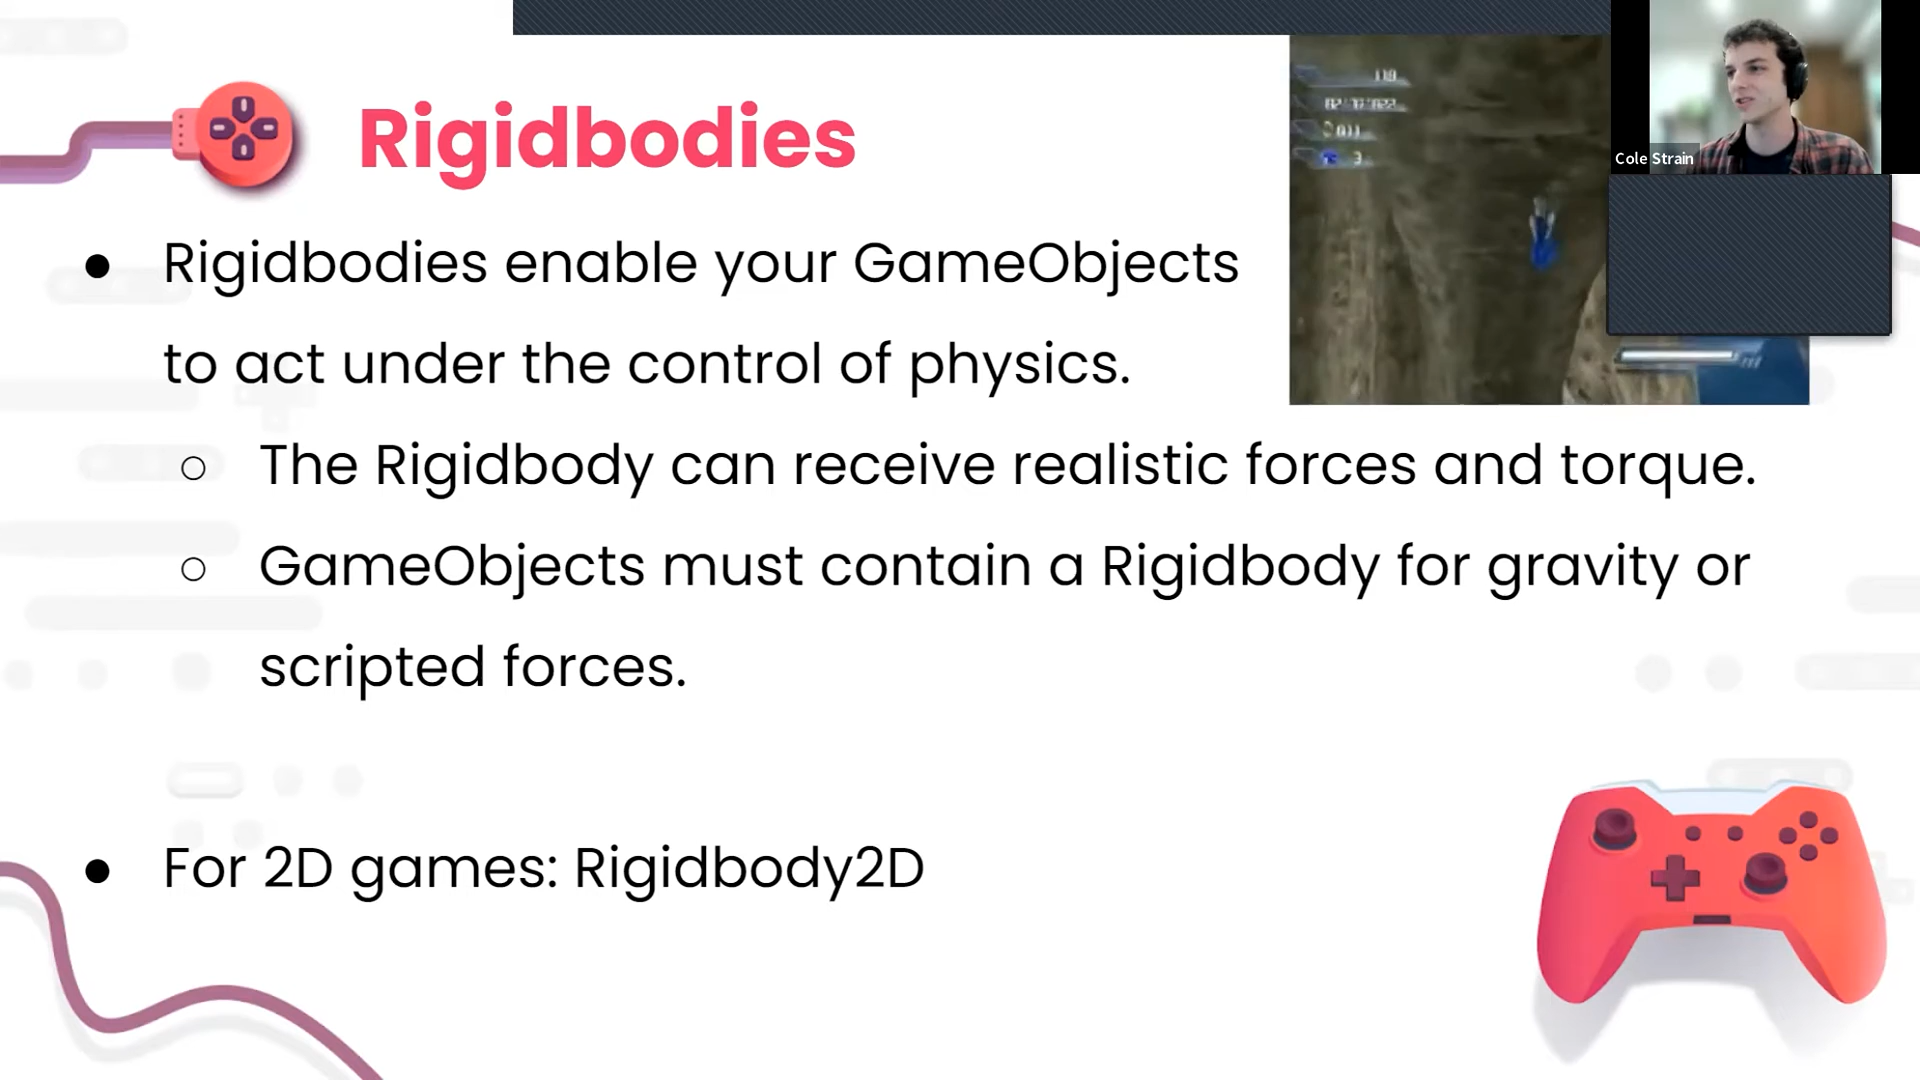 Rigidbodies
Cole Strain
● Rigidbodies enable your GameObjects
to act under the control of physics.
○ The Rigidbody can receive realistic forces and torque.
○ GameObjects must contain a Rigidbody for gravity or
scripted forces.
● For 2D games: Rigidbody2D